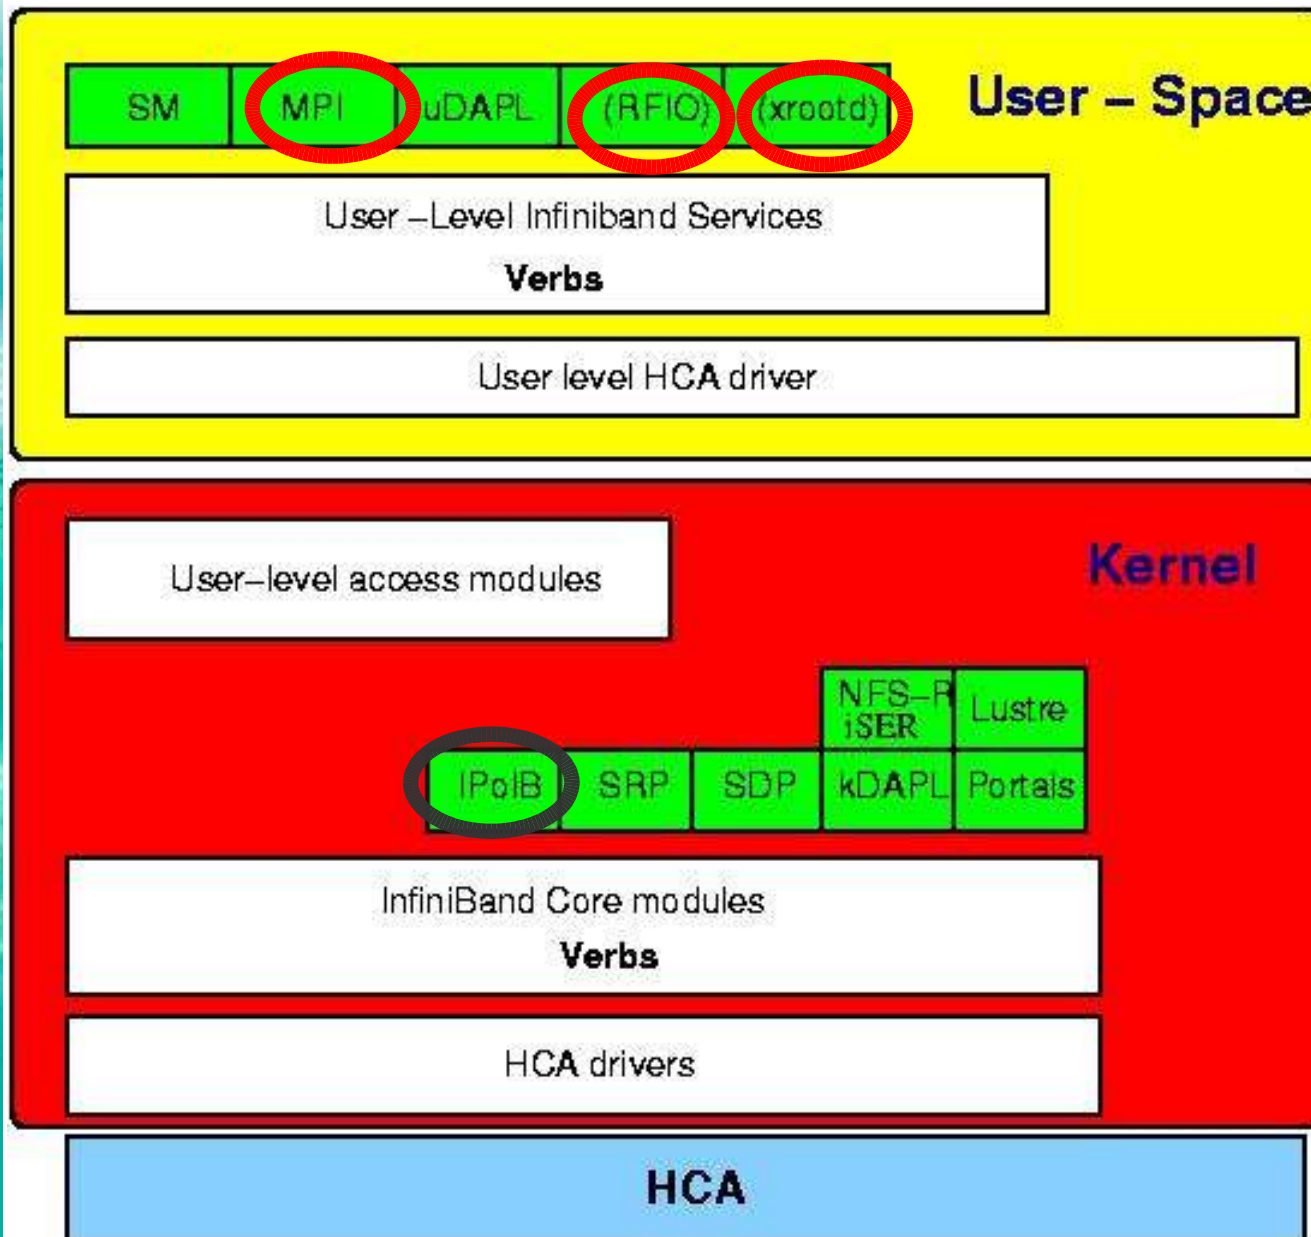 SM MPI uDAPL (RFIO) (xrootd) User – Space
User –Level Infiniband Services
Verbs
User level HCA driver
Kernel
User–level access modules
NFS–R Lustre
iSER
IPoIB SRP SDP kDAPL Portals
InfiniBand Core modules
Verbs
HCA drivers
HCA